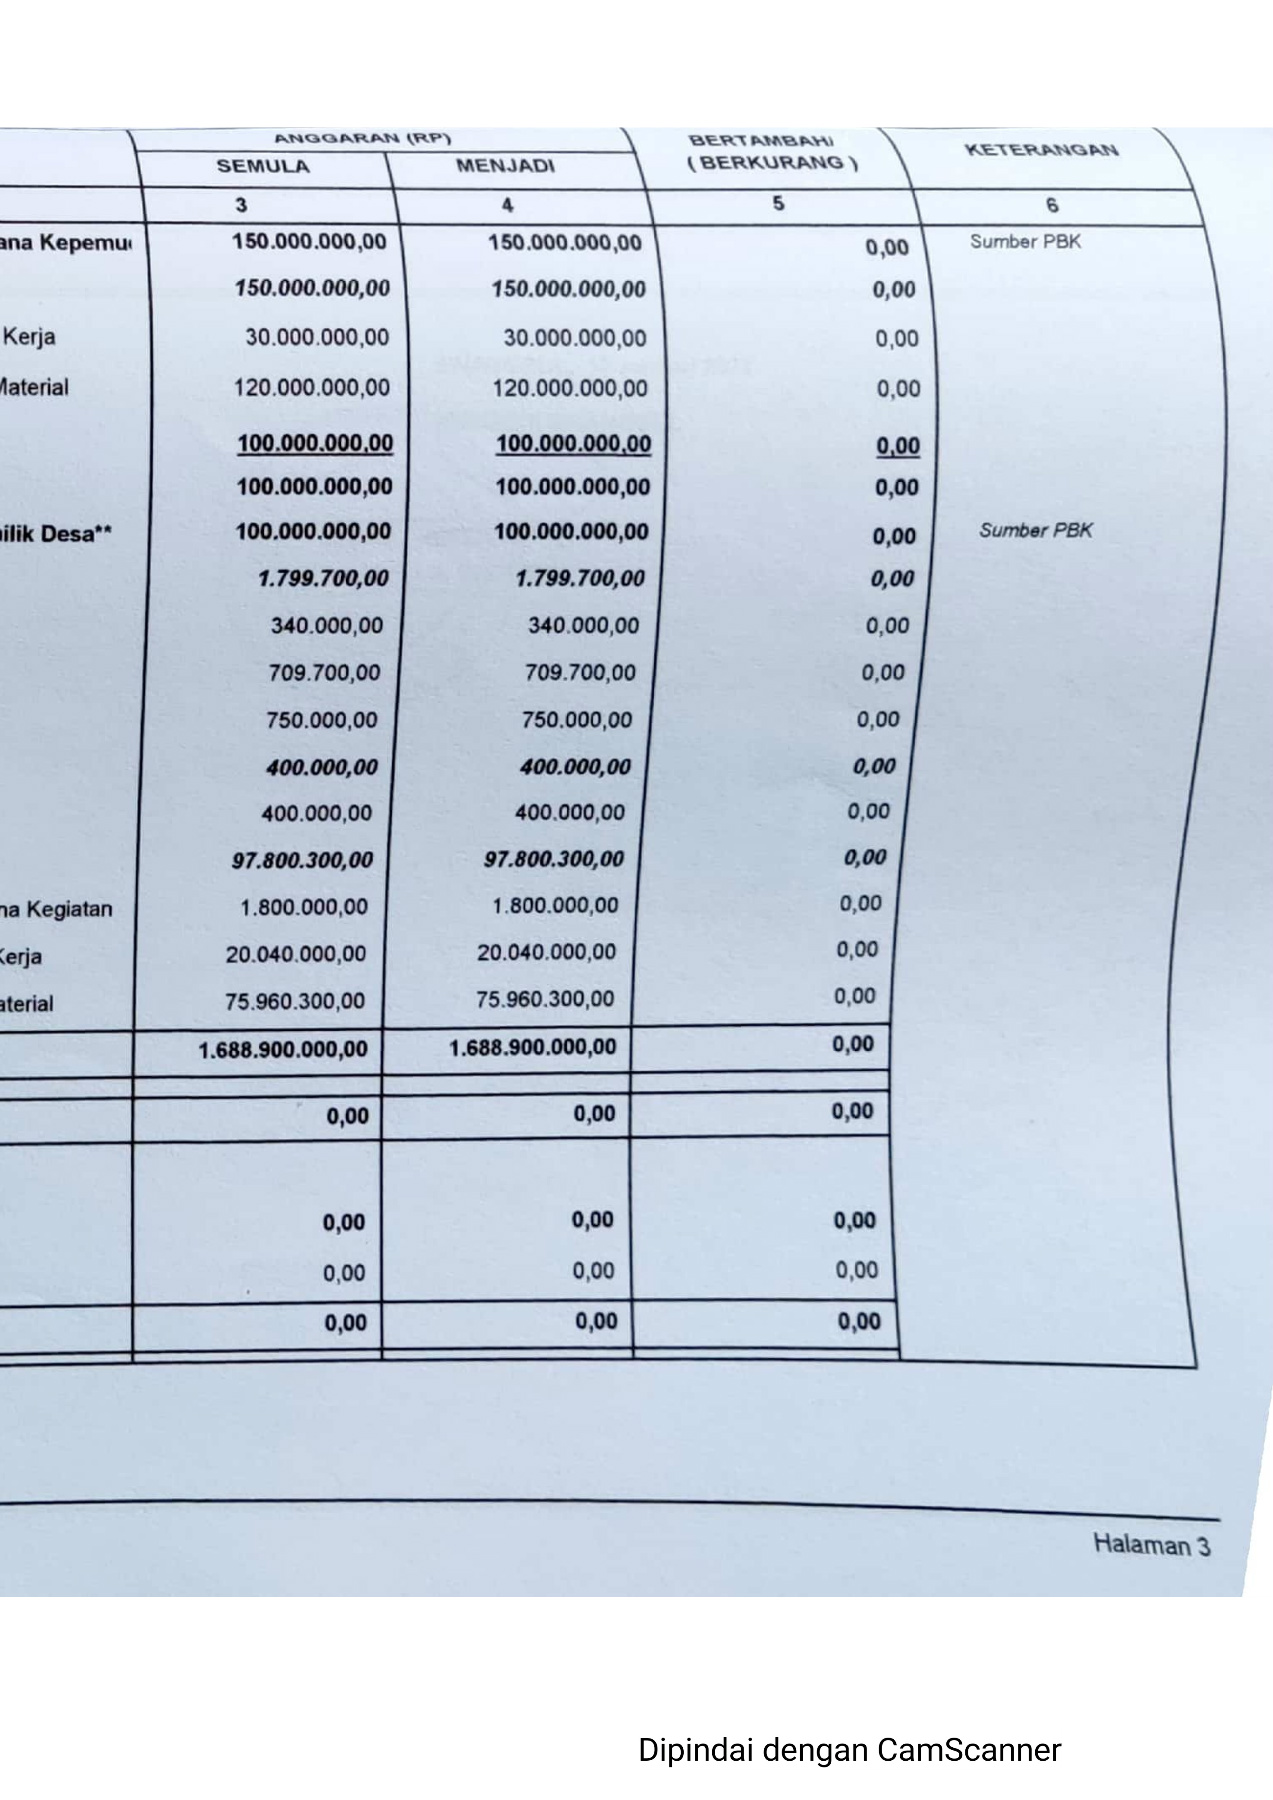 ANGGARAN (RP) BERTAMBAH/ KETERANGAN
SEMULA MENJADI ( BERKURANG )
3 4 5 6
ana Kepemu 150.000.000,00 150.000.000,00 0,00 Sumber PBK
150.000.000,00 150.000.000,00 0,00
Kerja 30.000.000,00 30.000.000,00 0,00
Material 120.000.000,00 120.000.000,00 0,00
100.000.000,00 100.000.000,00 0,00
100.000.000,00 100.000.000,00 0,00
ilik Desa** 100.000.000,00 100.000.000,00 0,00 Sumber PBK
1.799.700,00 1.799.700,00 0,00
340.000,00 340.000,00 0,00
709.700,00 709.700,00 0,00
750.000,00 750.000,00 0,00
400.000,00 400.000,00 0,00
400.000,00 400.000,00 0,00
97.800.300,00 97.800.300,00 0,00
na Kegiatan 1.800.000,00 1.800.000,00 0,00
Kerja 20.040.000,00 20.040.000,00 0,00
aterial 75.960.300,00 75.960.300,00 0,00
1.688.900.000,00 1.688.900.000,00 0,00
0,00 0,00 0,00
0,00 0,00 0,00
0,00 0,00 0,00
0,00 0,00 0,00
Halaman 3
Dipindai dengan CamScanner